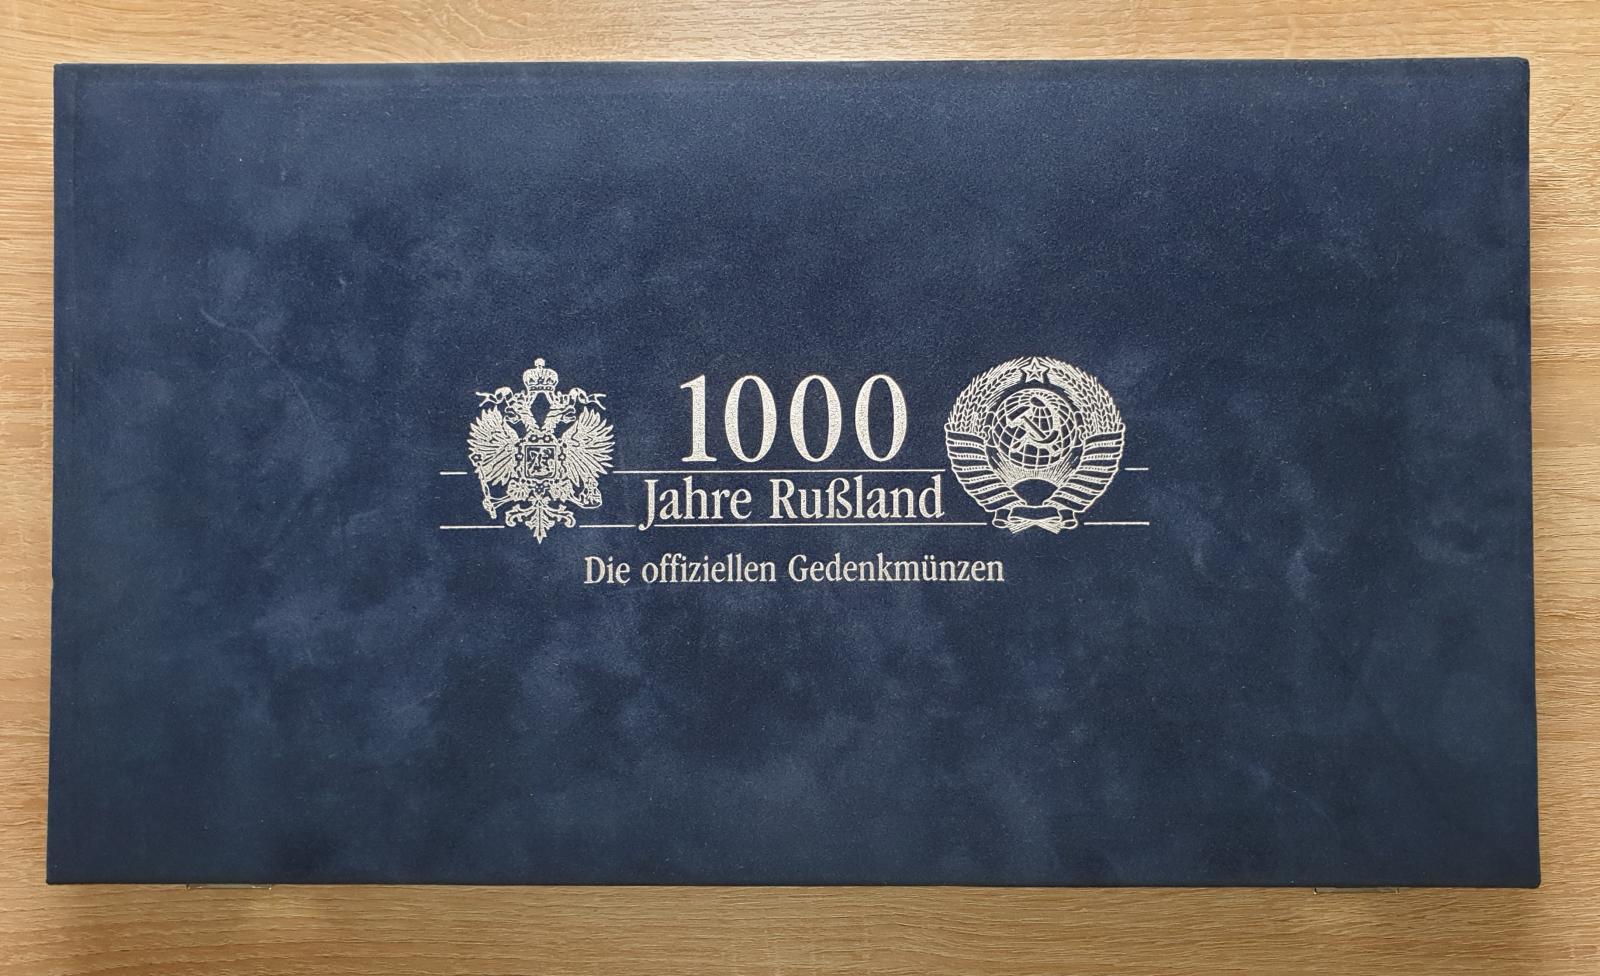 1000
Jahre Rußland
Die offiziellen Gedenkmünzen